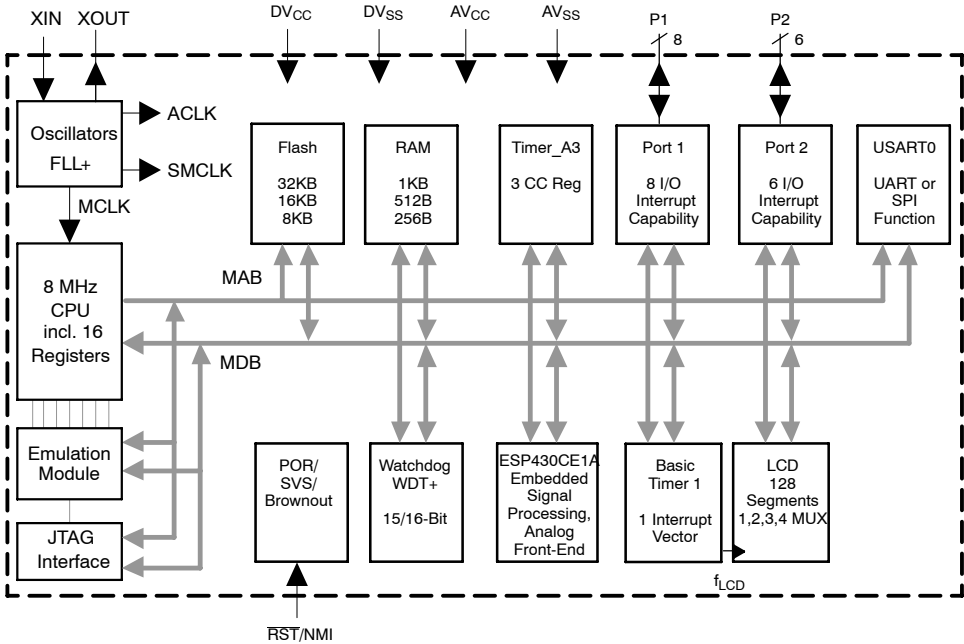 XIN XOUT DVCC DVSS AVCC AVSS P1 P2
8 6
Oscillators
FLL+
ACLK
SMCLK
MCLK
8 MHz
CPU
incl. 16
Registers
Flash
32KB
16KB
8KB
RAM
1KB
512B
256B
Timer_A3
3 CC Reg
Port 1
8 I/O
Interrupt
Capability
Port 2
6 I/O
Interrupt
Capability
USART0
UART or
SPI
Function
MAB
MDB
Emulation
Module
JTAG
Interface
POR/
SVS/
Brownout
Watchdog
WDT+
15/16-Bit
ESP430CE1A
Embedded
Signal
Processing,
Analog
Front-End
Basic
Timer 1
1 Interrupt
Vector
LCD
128
Segments
1,2,3,4 MUX
fLCD
RST/NMI